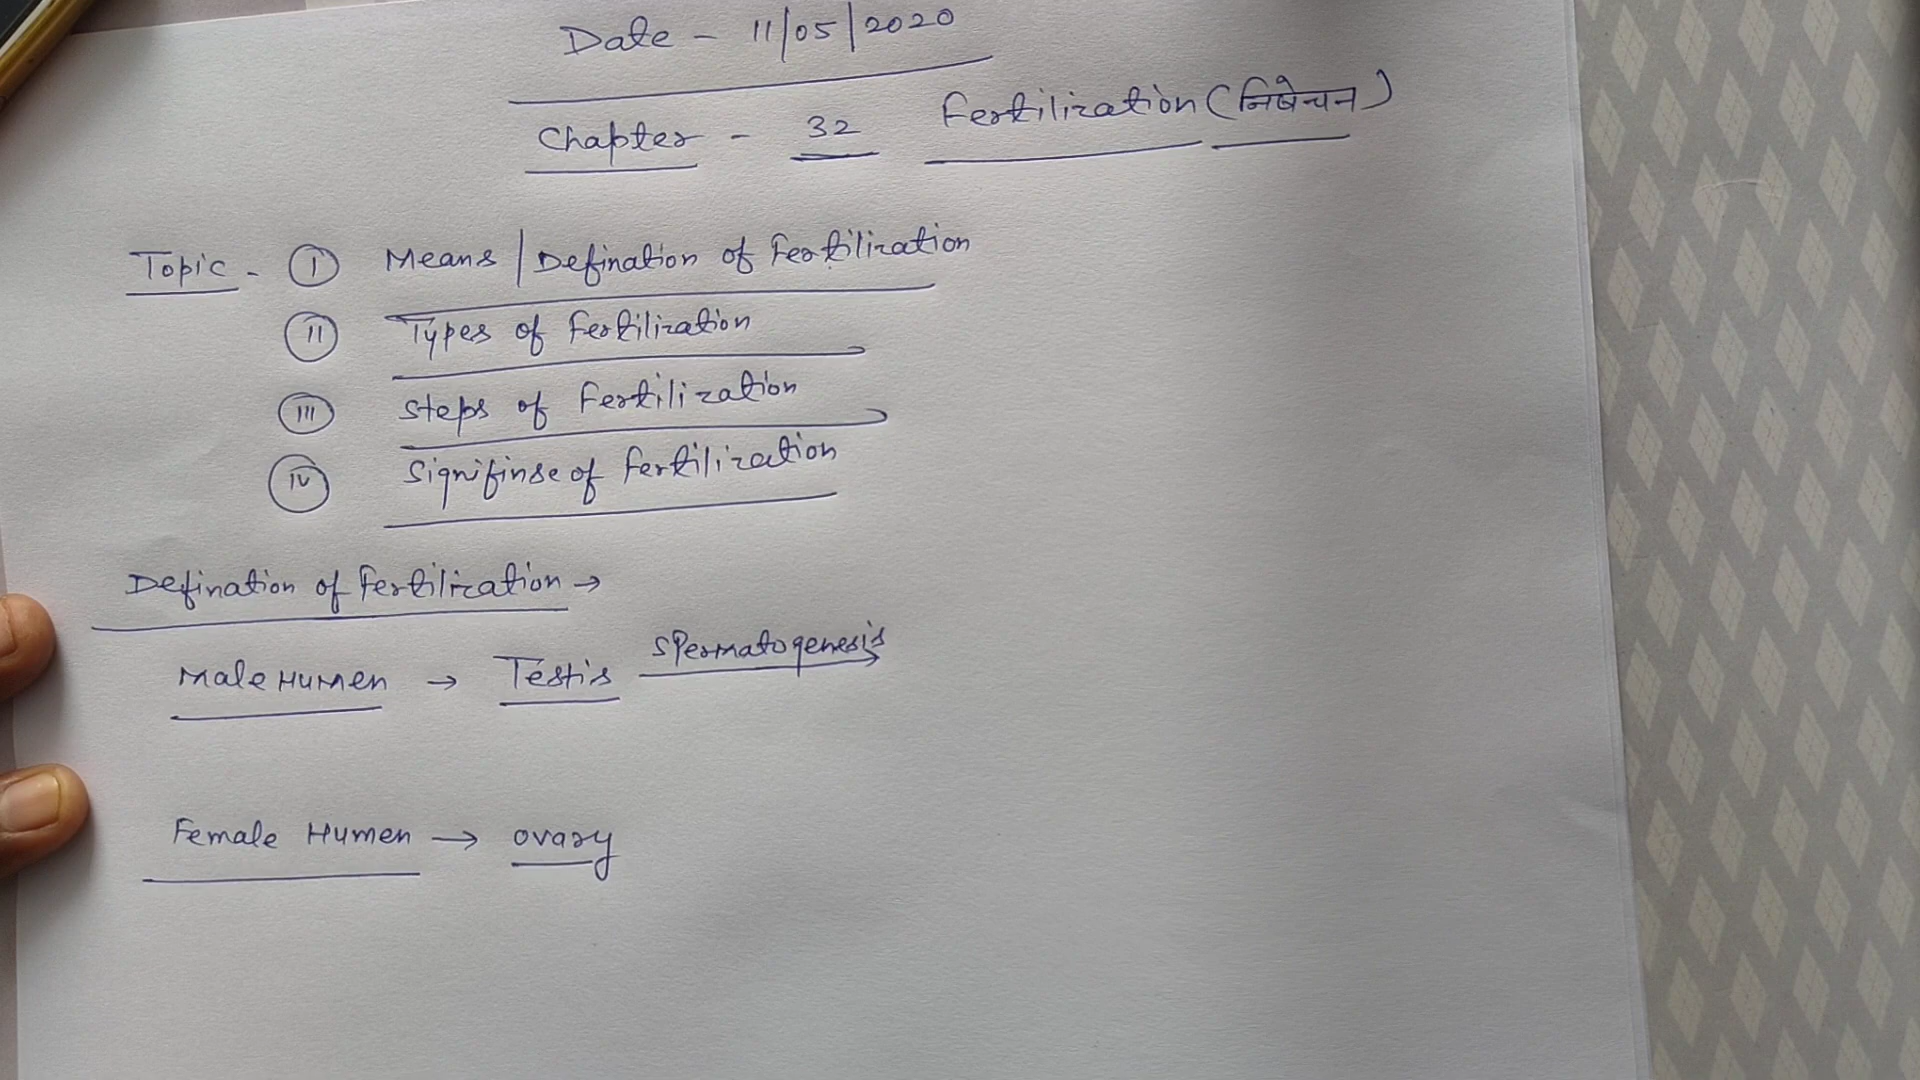 Date - 11/05/2020
Chapter - 32 Fertilization (निषेचन)
Topic - (I) Means / Defination of Fertilization
(II) Types of Fertilization
(III) Steps of Fertilization
(IV) Signifinse of Fertilization
Defination of Fertilization →
Male Humen → Testis Spermatogenesis →
Female Humen → ovary